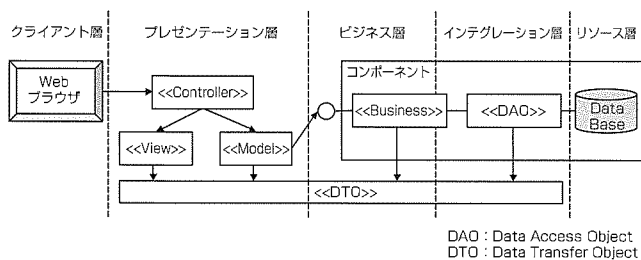 クライアント層 プレゼンテーション層 ビジネス層 インテグレーション層 リソース層
コンポーネント
Web
ブラウザ
<<Controller>>
<<Business>>
<<DAO>>
Data
Base
<<View>>
<<Model>>
<<DTO>>
DAO：Data Access Object
DTO：Data Transfer Object